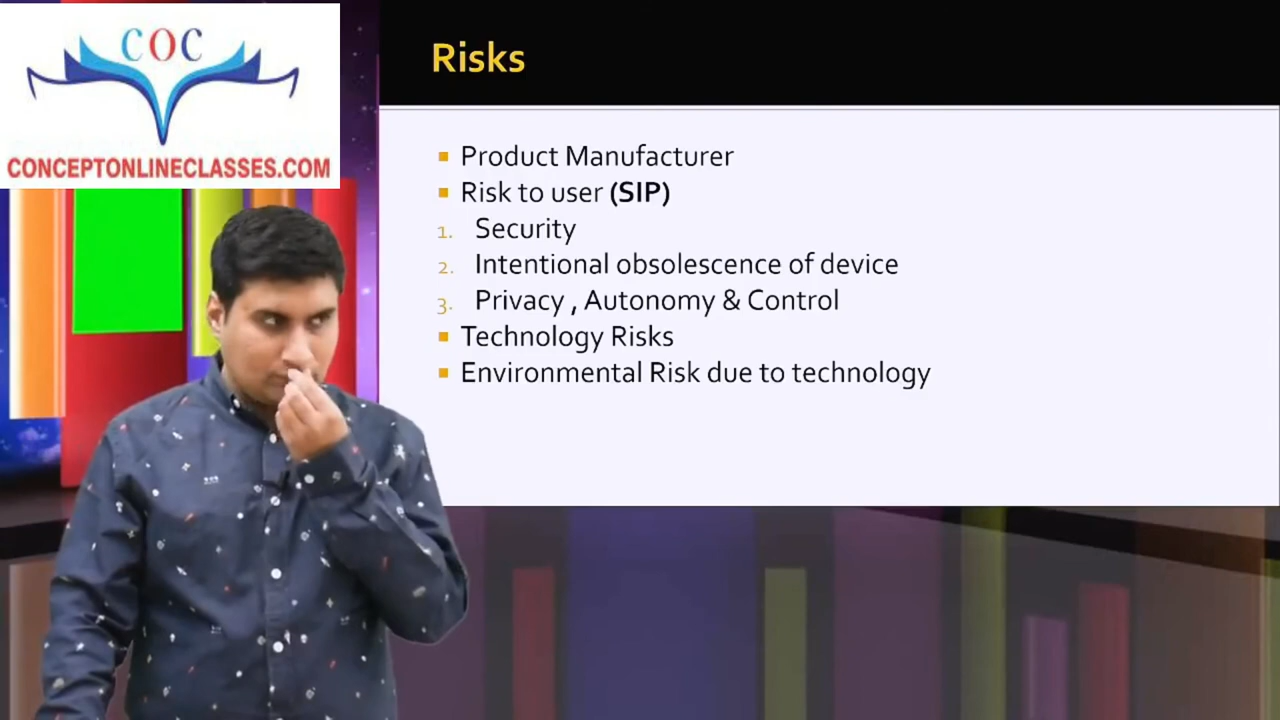 COC
CONCEPTONLINECLASSES.COM
Risks
Product Manufacturer
Risk to user (SIP)
1. Security
2. Intentional obsolescence of device
3. Privacy , Autonomy & Control
Technology Risks
Environmental Risk due to technology